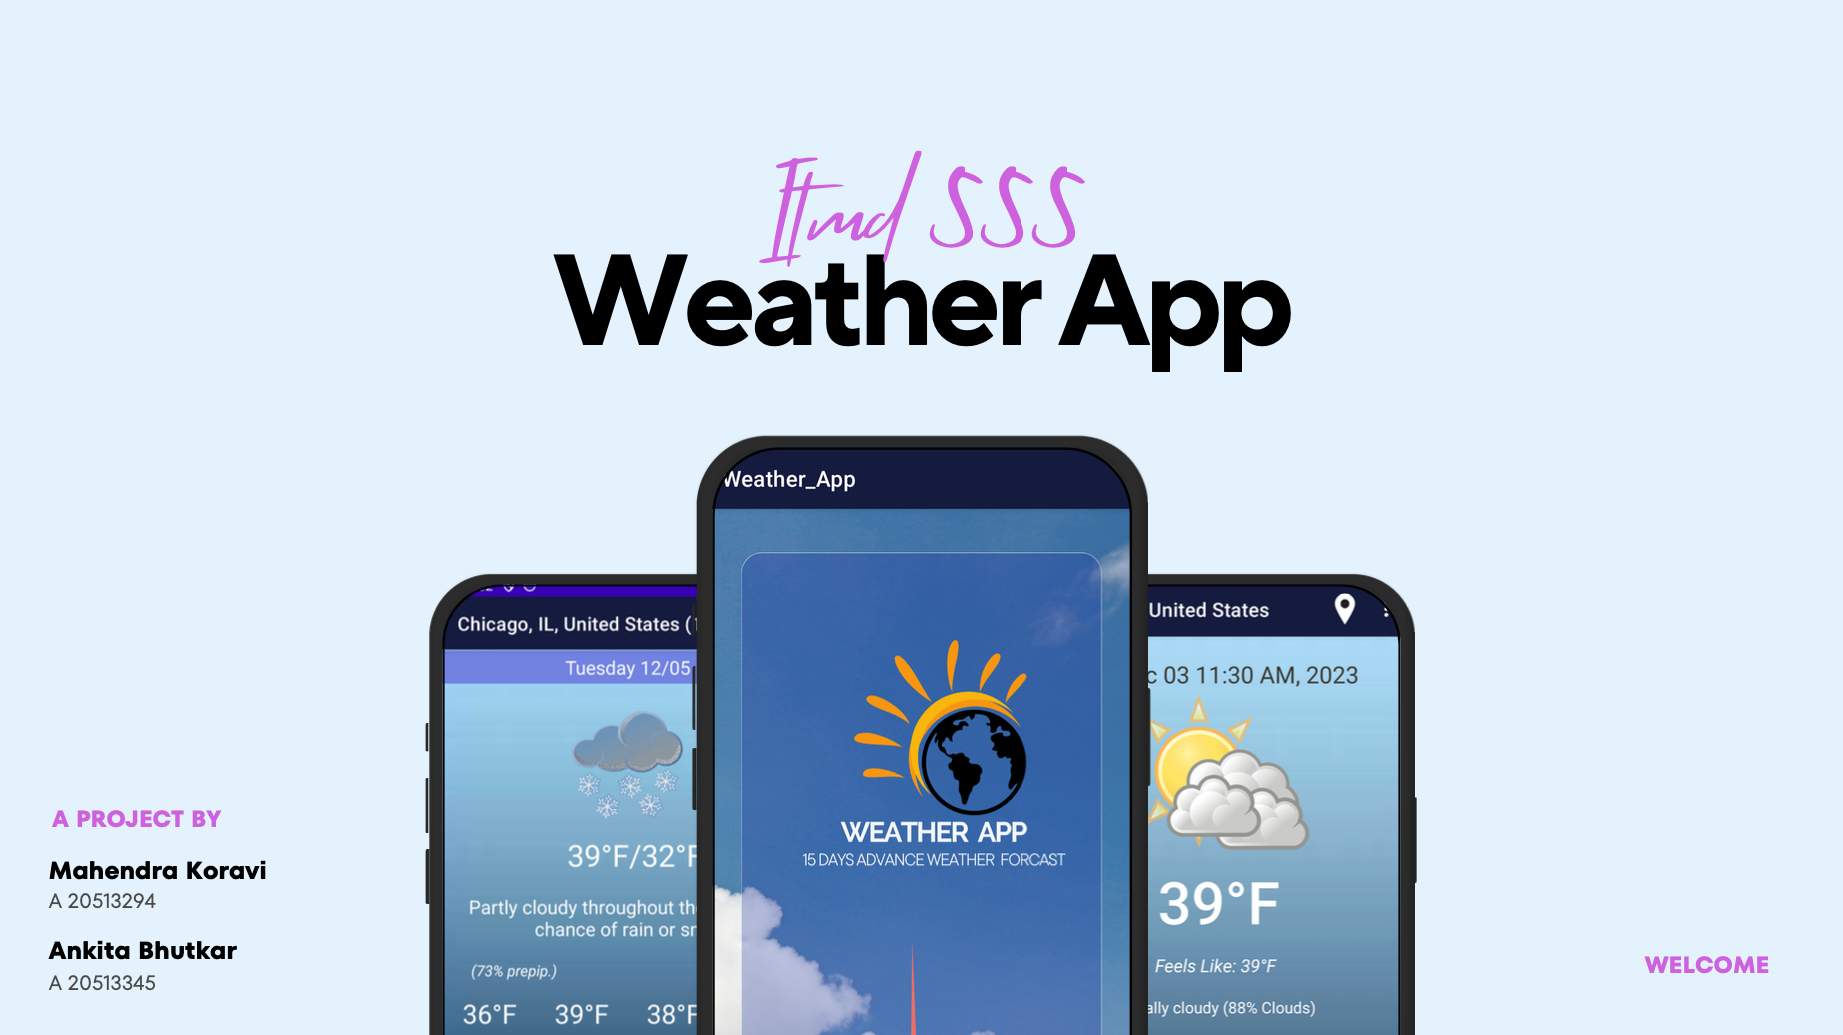 Itmd 555
Weather App
Weather_App
Chicago, IL, United States (
Tuesday 12/05
39°F/32°F
Partly cloudy throughout th
chance of rain or sn
(73% prepip.)
36°F 39°F 38°F
WEATHER APP
15 DAYS ADVANCE WEATHER FORCAST
United States
c 03 11:30 AM, 2023
39°F
Feels Like: 39°F
ally cloudy (88% Clouds)
A PROJECT BY
Mahendra Koravi
A 20513294
Ankita Bhutkar
A 20513345
WELCOME